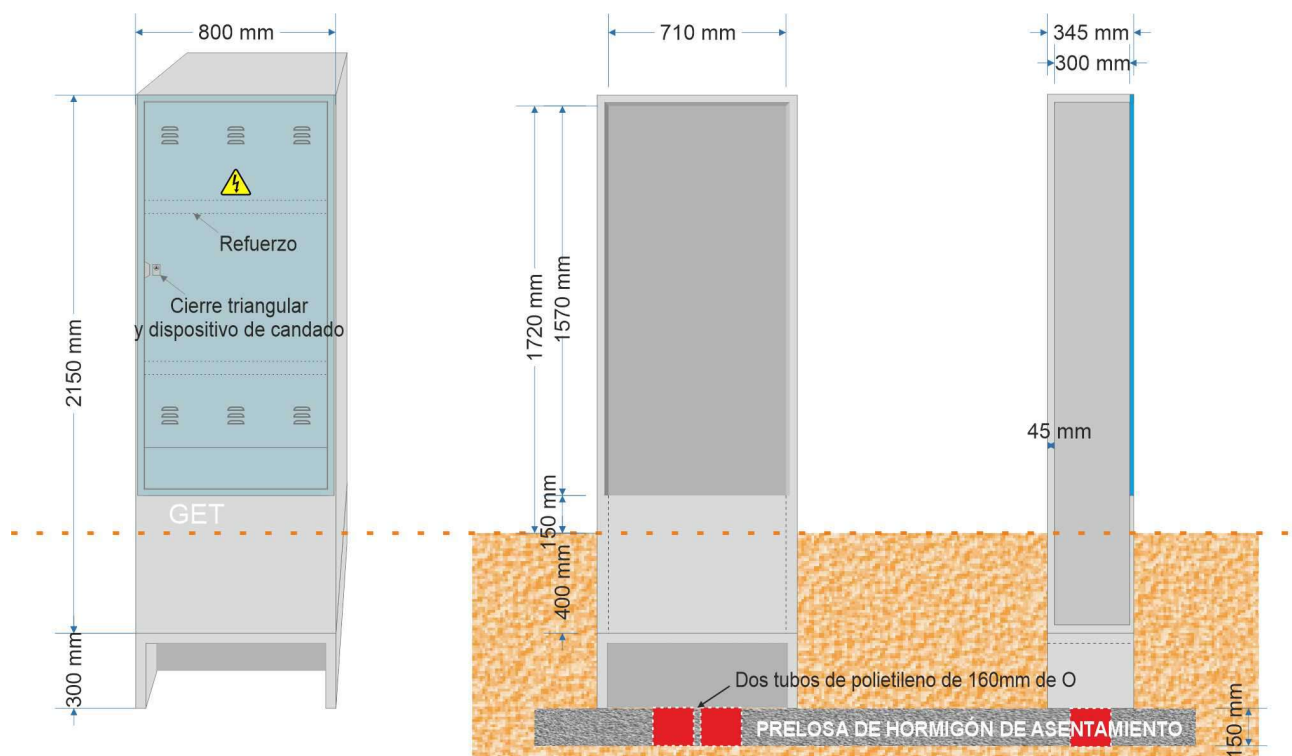 800 mm
710 mm
345 mm
300 mm
Refuerzo
Cierre triangular
y dispositivo de candado
2150 mm
1720 mm
1570 mm
45 mm
GET
150 mm
400 mm
300 mm
Dos tubos de polietileno de 160mm de O
PRELOSA DE HORMIGÓN DE ASENTAMIENTO
150 mm